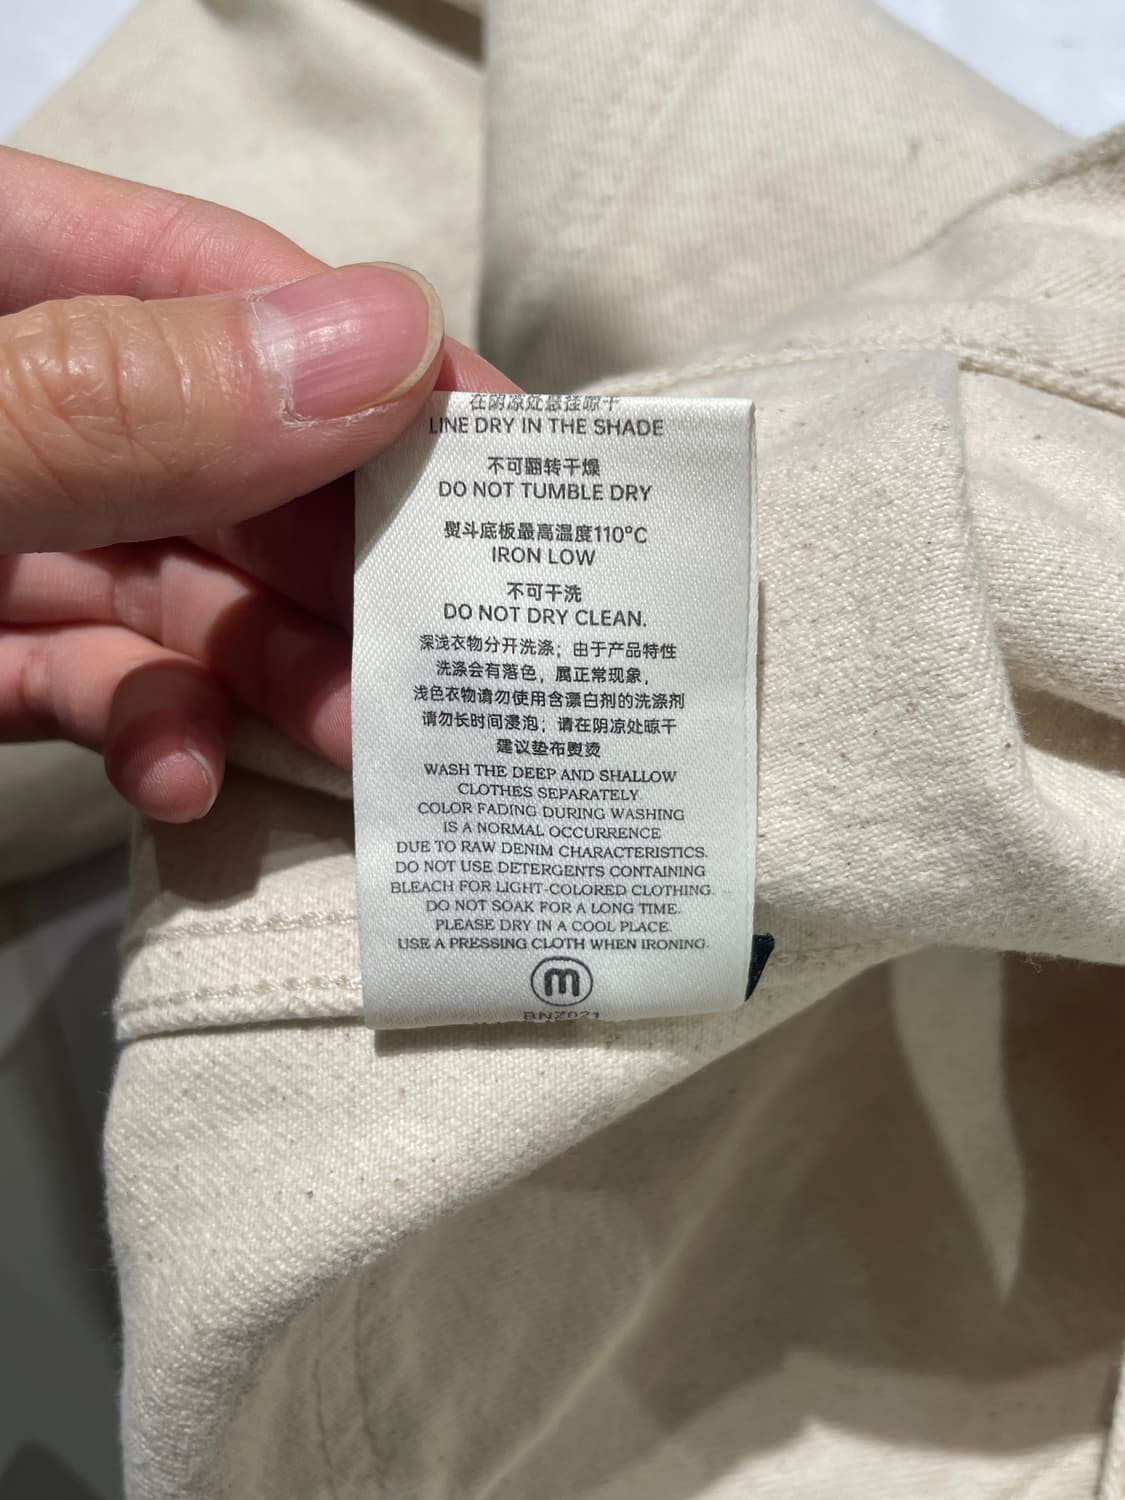 在阴凉处悬挂晾干
LINE DRY IN THE SHADE
不可翻转干燥
DO NOT TUMBLE DRY
熨斗底板最高温度110°C
IRON LOW
不可干洗
DO NOT DRY CLEAN.
深浅衣物分开洗涤；由于产品特性
洗涤会有落色，属正常现象，
浅色衣物请勿使用含漂白剂的洗涤剂
请勿长时间浸泡；请在阴凉处晾干
建议垫布熨烫
WASH THE DEEP AND SHALLOW
CLOTHES SEPARATELY
COLOR FADING DURING WASHING
IS A NORMAL OCCURRENCE
DUE TO RAW DENIM CHARACTERISTICS.
DO NOT USE DETERGENTS CONTAINING
BLEACH FOR LIGHT-COLORED CLOTHING.
DO NOT SOAK FOR A LONG TIME.
PLEASE DRY IN A COOL PLACE.
USE A PRESSING CLOTH WHEN IRONING.
m
BNZ021